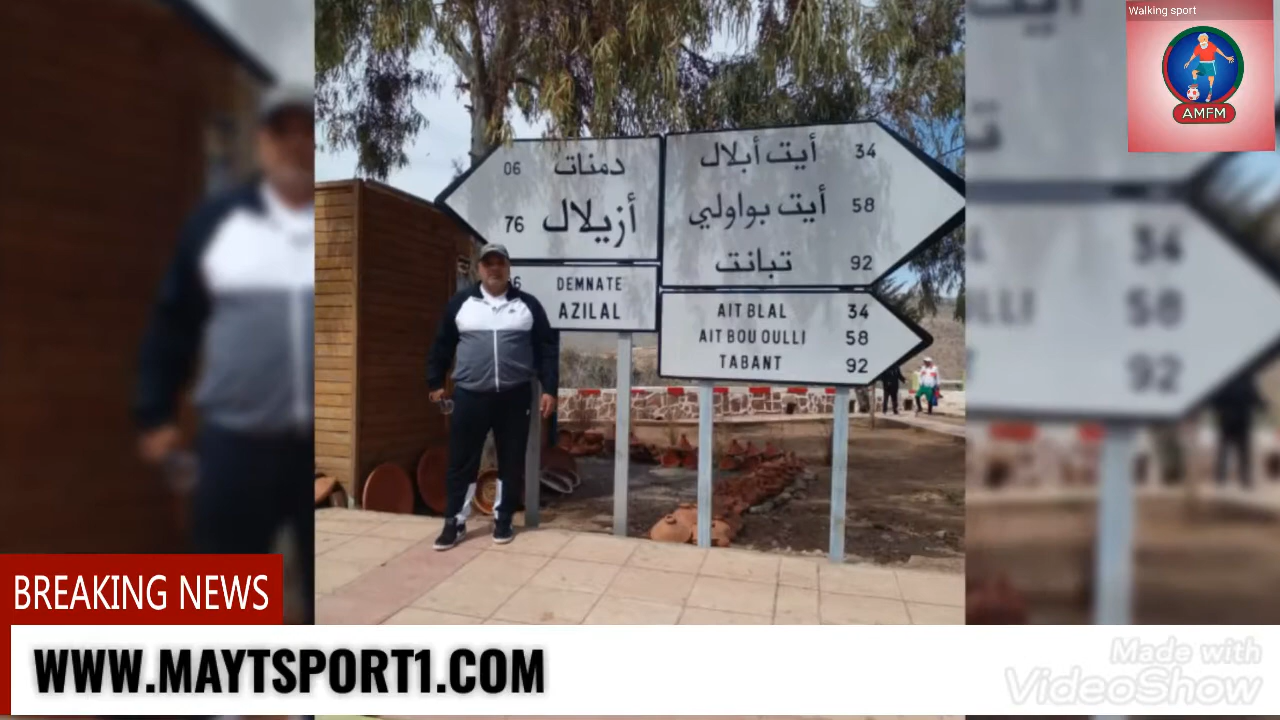 Walking sport
AMFM
06 دمنات
76 أزيلال
DEMNATE
AZILAL
أيت أبلال 34
أيت بواولي 58
تبانت 92
AIT BLAL 34
AIT BOU OULLI 58
TABANT 92
BREAKING NEWS
WWW.MAYTSPORT1.COM
Made with
VideoShow